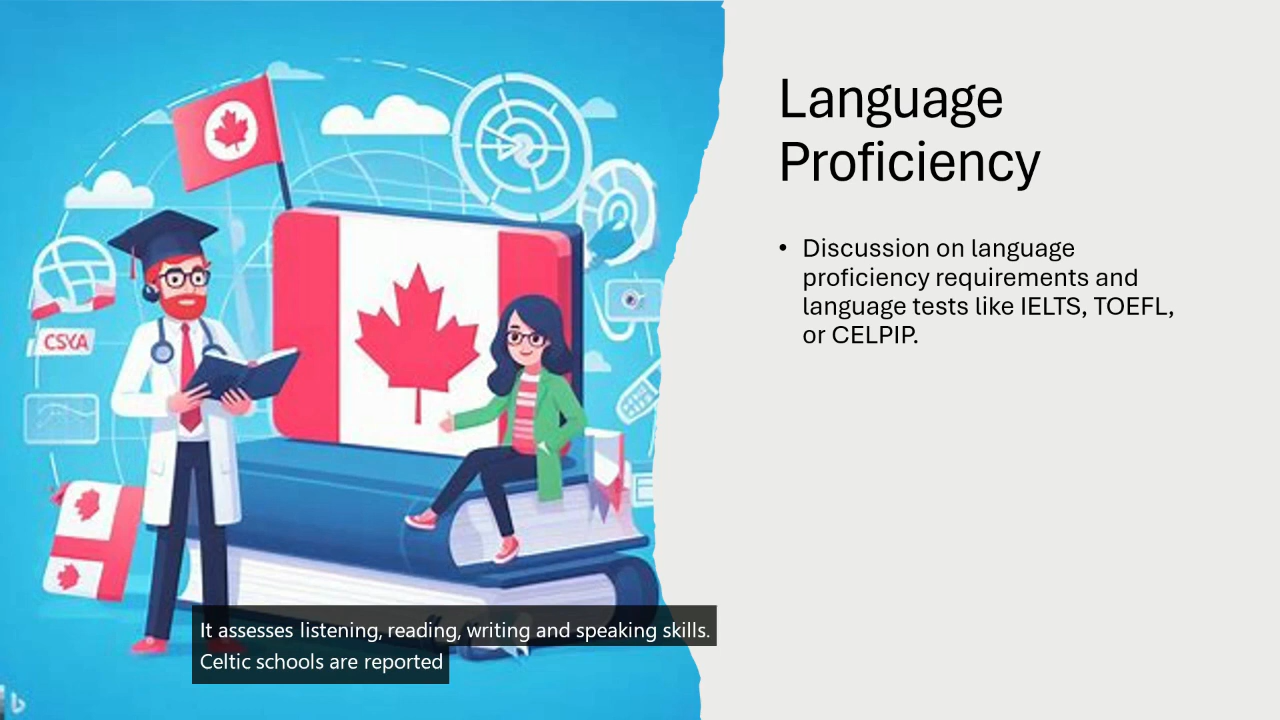 Language
Proficiency
• Discussion on language
proficiency requirements and
language tests like IELTS, TOEFL,
or CELPIP.
CSYA
It assesses listening, reading, writing and speaking skills.
Celtic schools are reported